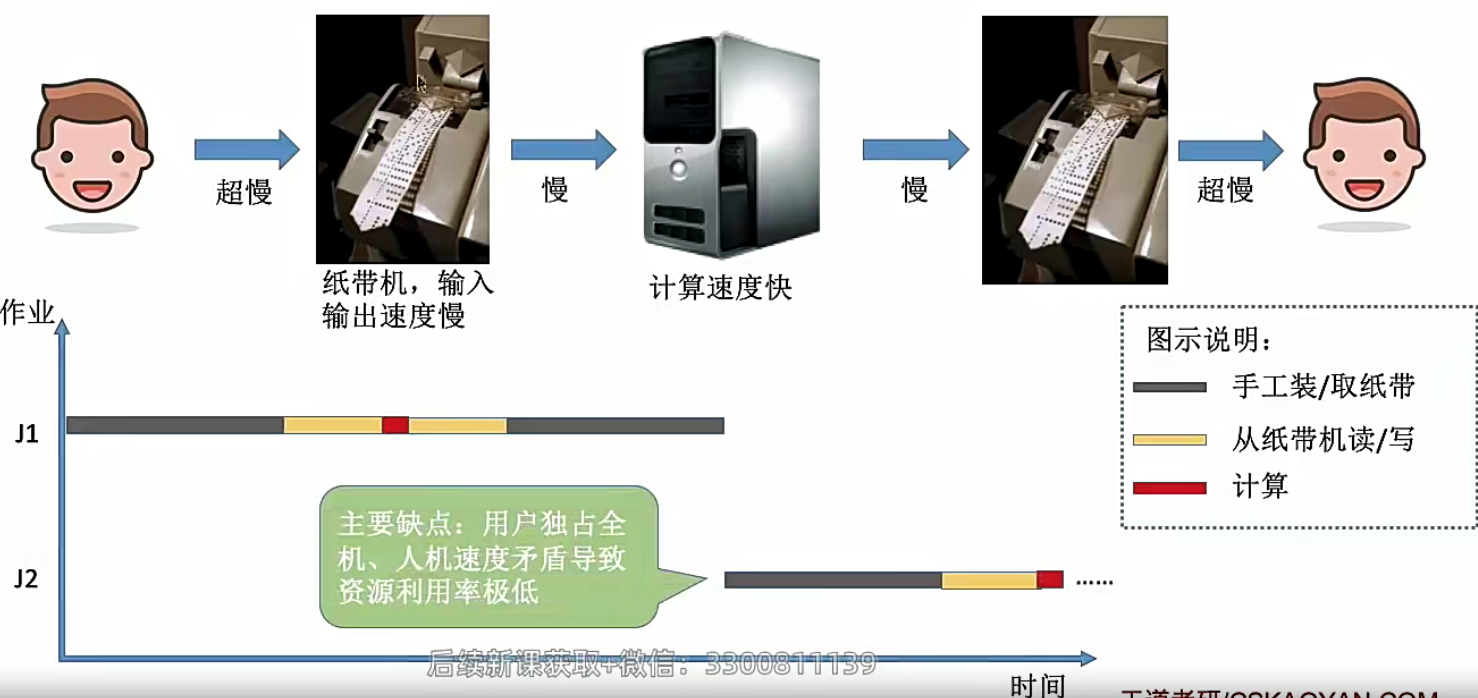 超慢
慢
慢
超慢
纸带机，输入
输出速度慢
计算速度快
作业
图示说明：
手工装/取纸带
从纸带机读/写
计算
J1
主要缺点：用户独占全
机、人机速度矛盾导致
资源利用率极低
J2
......
后续新课获取+微信：3300811139
时间
王道考研/CSKAOYAN.COM